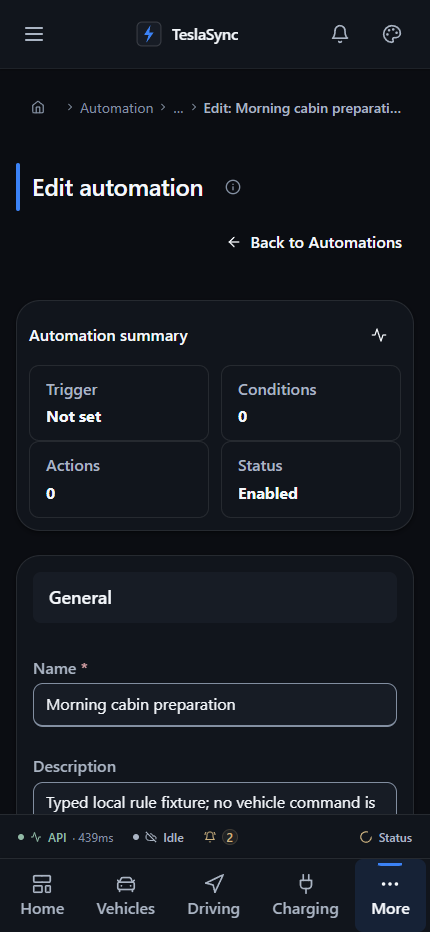 TeslaSync
Automation > ... > Edit: Morning cabin preparati...
Edit automation
← Back to Automations
Automation summary
Trigger
Not set
Conditions
0
Actions
0
Status
Enabled
General
Name *
Morning cabin preparation
Description
Typed local rule fixture; no vehicle command is
API · 439ms
Idle
2
Status
Home
Vehicles
Driving
Charging
More